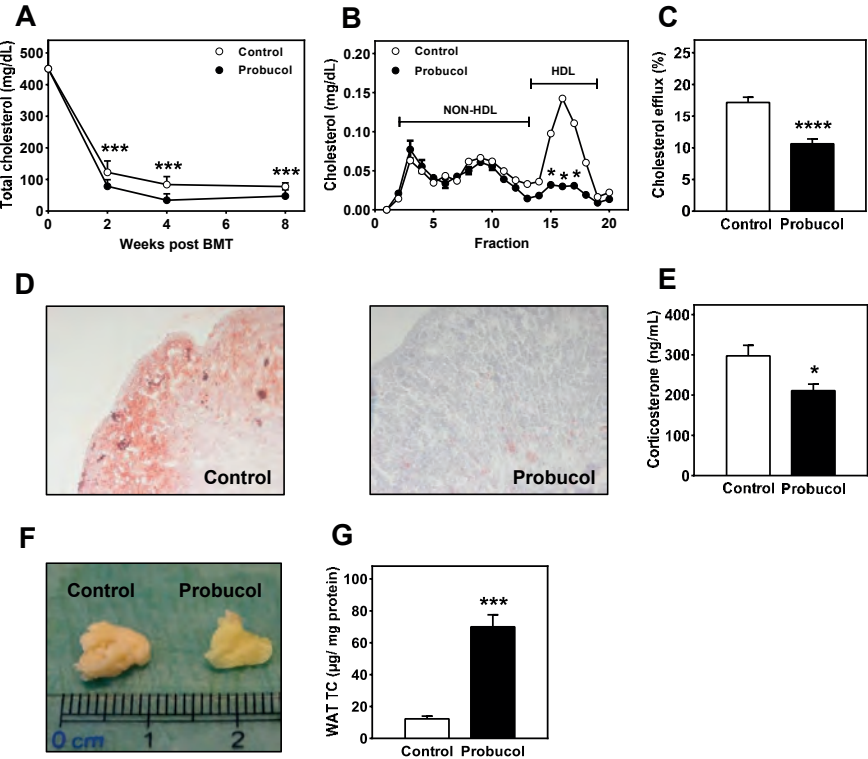 A
Total cholesterol (mg/dL)
500
400
300
200
100
0
Control
Probucol
***
***
***
0
2
4
6
8
Weeks post BMT
B
Cholesterol (mg/dL)
0.20
0.15
0.10
0.05
0.00
Control
Probucol
HDL
NON-HDL
* * *
0
5
10
15
20
Fraction
C
Cholesterol efflux (%)
25
20
15
10
5
0
****
Control Probucol
D
Control
Probucol
E
Corticosterone (ng/mL)
400
300
200
100
0
*
Control Probucol
F
Control Probucol
0 cm 1 2
G
WAT TC (µg/ mg protein)
100
80
60
40
20
0
***
Control Probucol